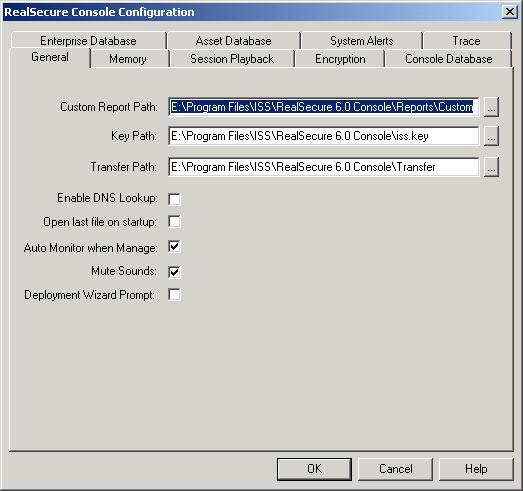 RealSecure Console Configuration
Enterprise Database Asset Database System Alerts Trace
General Memory Session Playback Encryption Console Database
Custom Report Path: E:\Program Files\ISS\RealSecure 6.0 Console\Reports\Custom ...
Key Path: E:\Program Files\ISS\RealSecure 6.0 Console\iss.key ...
Transfer Path: E:\Program Files\ISS\RealSecure 6.0 Console\Transfer ...
Enable DNS Lookup:
Open last file on startup:
Auto Monitor when Manage:
Mute Sounds:
Deployment Wizard Prompt:
OK Cancel Help